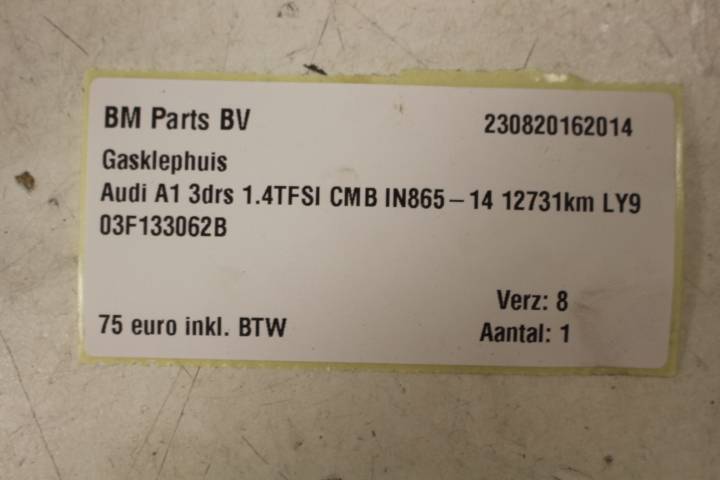 BM Parts BV 230820162014
Gasklephuis
Audi A1 3drs 1.4TFSI CMB IN865-14 12731km LY9
03F133062B
Verz: 8
75 euro inkl. BTW Aantal: 1